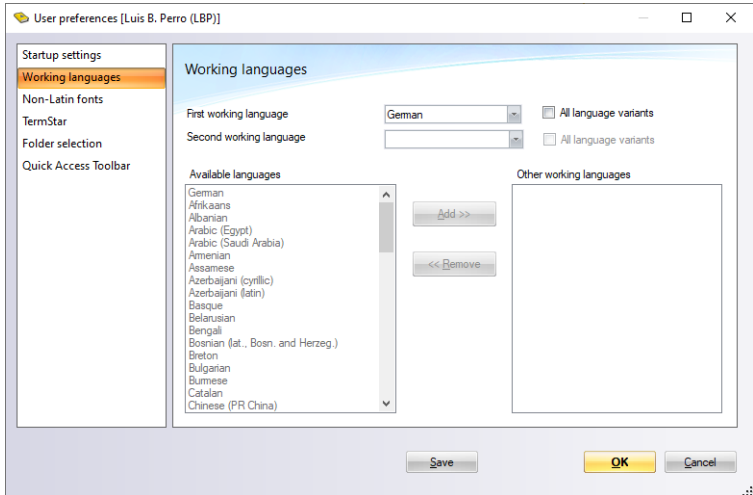 User preferences [Luis B. Perro (LBP)]
Startup settings
Working languages
Non-Latin fonts
TermStar
Folder selection
Quick Access Toolbar
Working languages
First working language German All language variants
Second working language All language variants
Available languages Other working languages
German
Afrikaans
Albanian
Arabic (Egypt)
Arabic (Saudi Arabia)
Armenian
Assamese
Azerbaijani (cyrillic)
Azerbaijani (latin)
Basque
Belarusian
Bengali
Bosnian (lat., Bosn. and Herzeg.)
Breton
Bulgarian
Burmese
Catalan
Chinese (PR China)
Add >>
<< Remove
Save OK Cancel